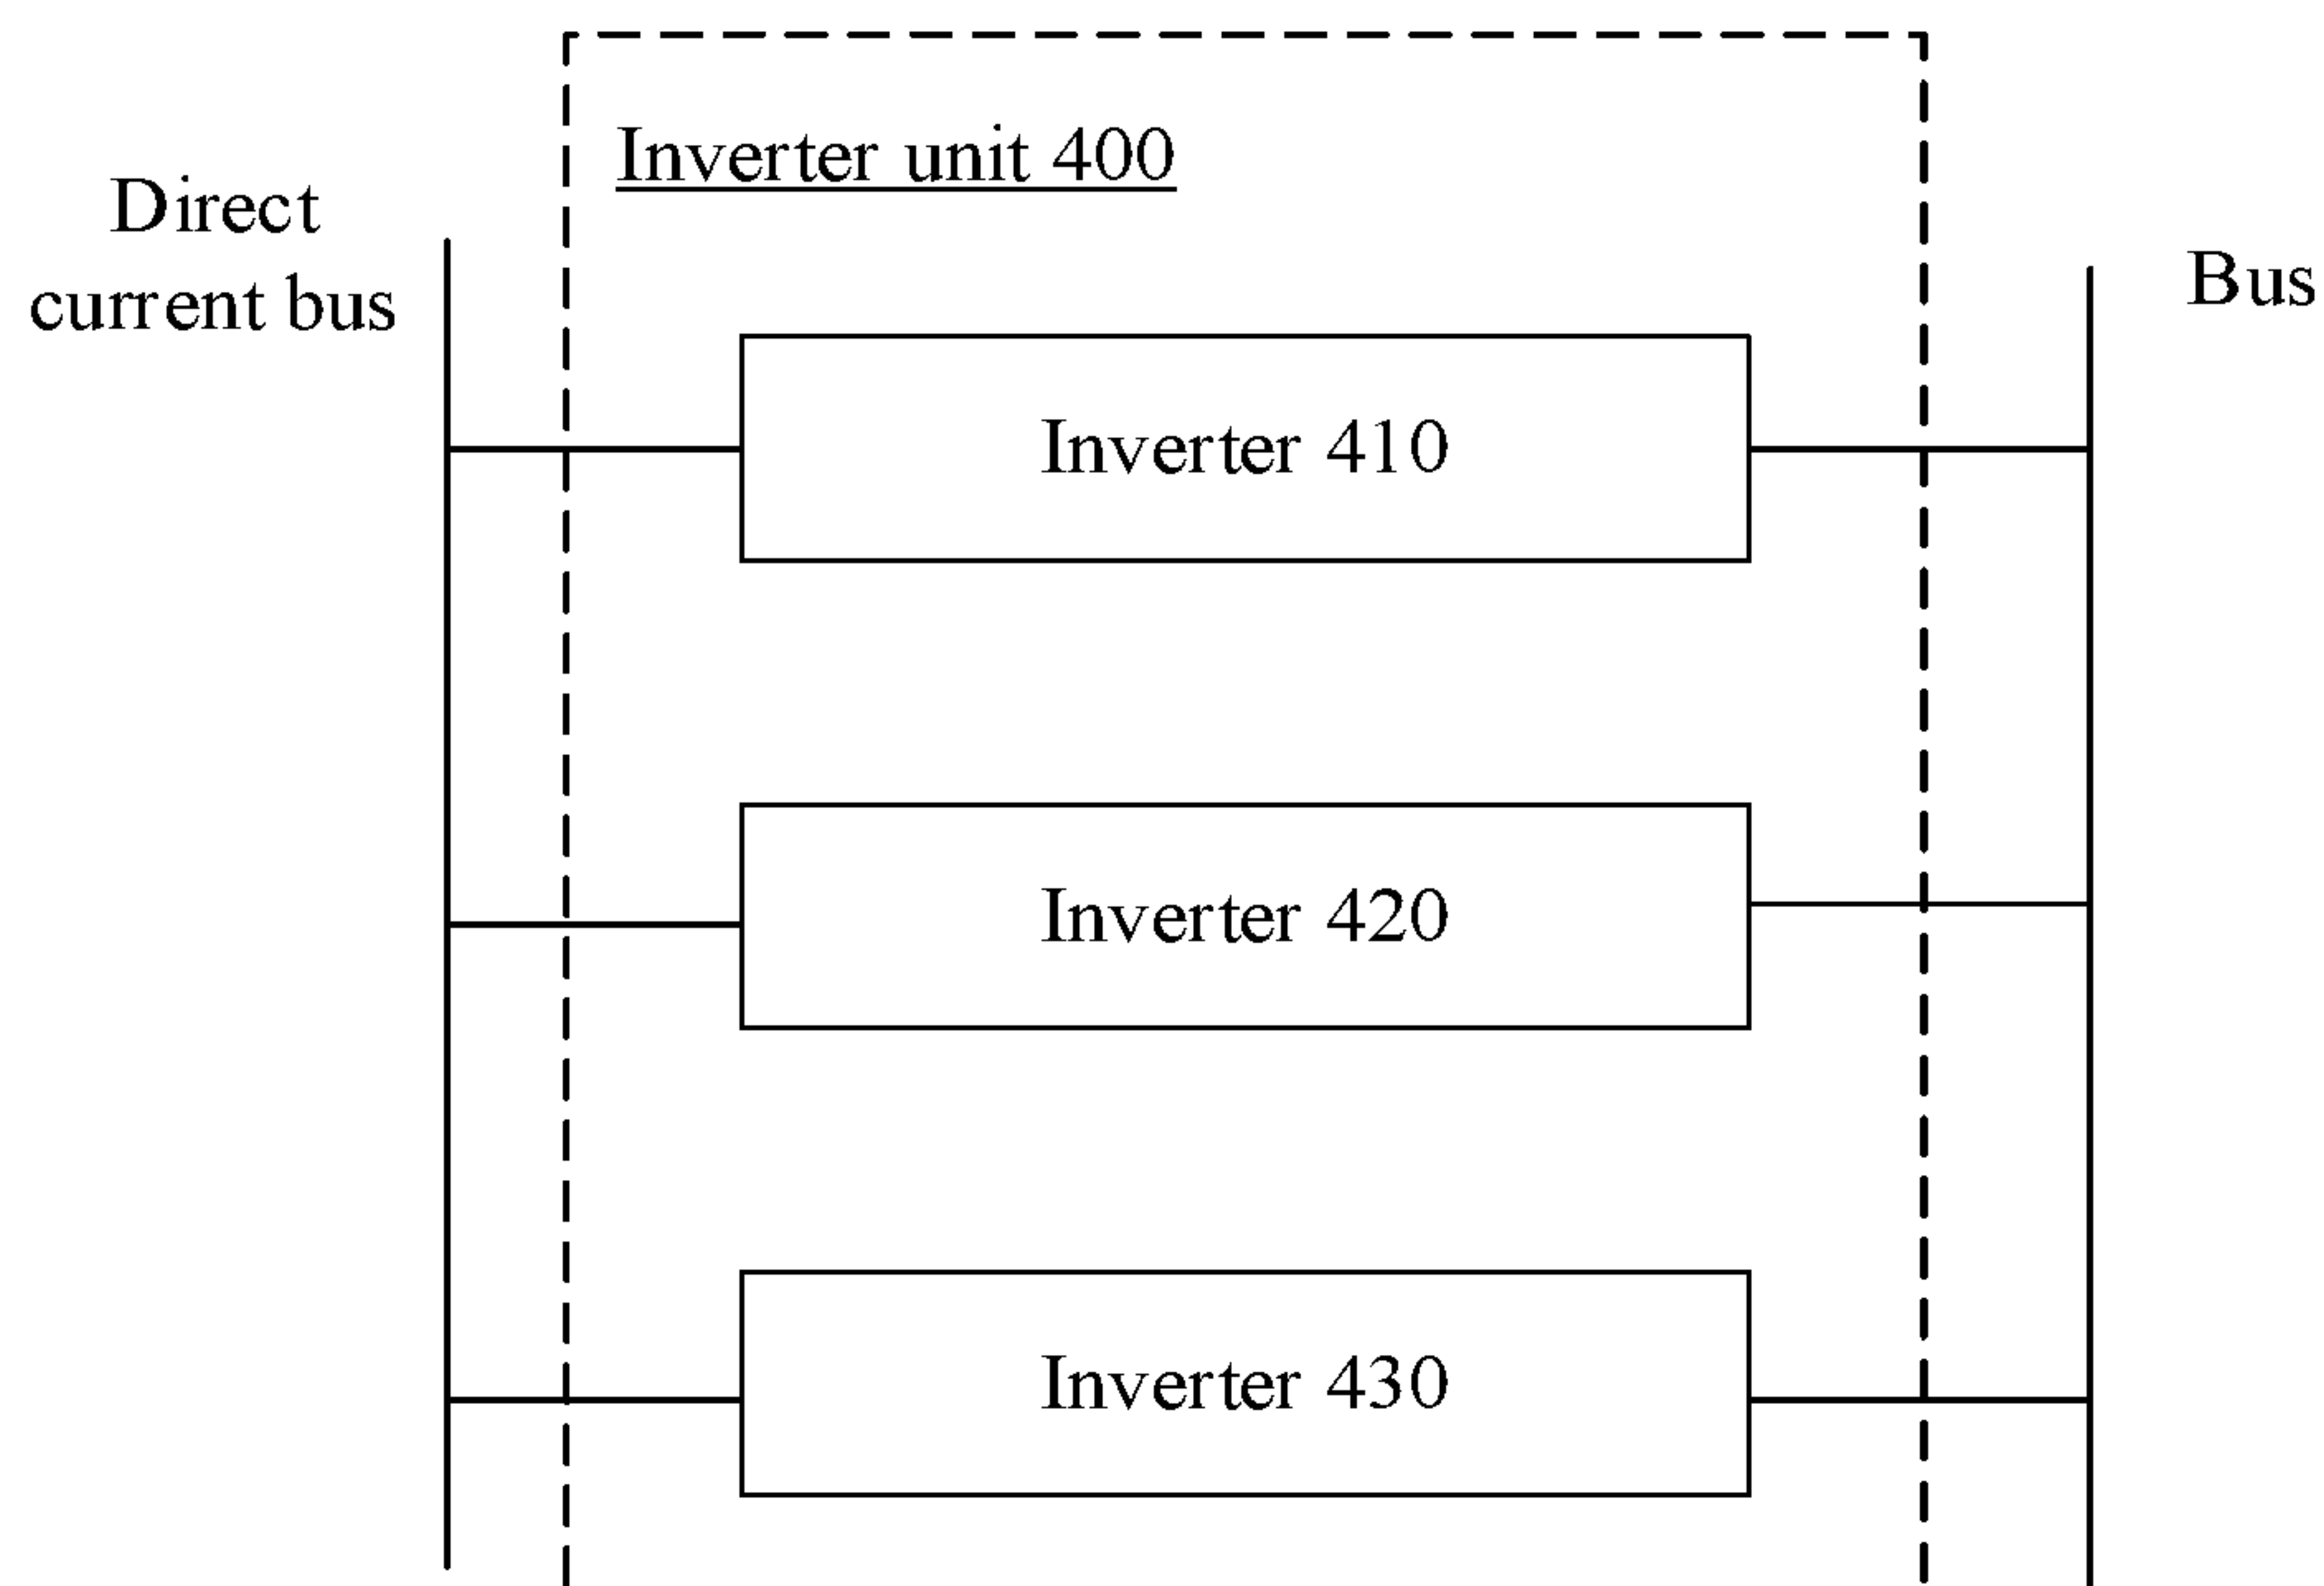 Inverter unit 400
Direct
current bus
Bus
Inverter 410
Inverter 420
Inverter 430